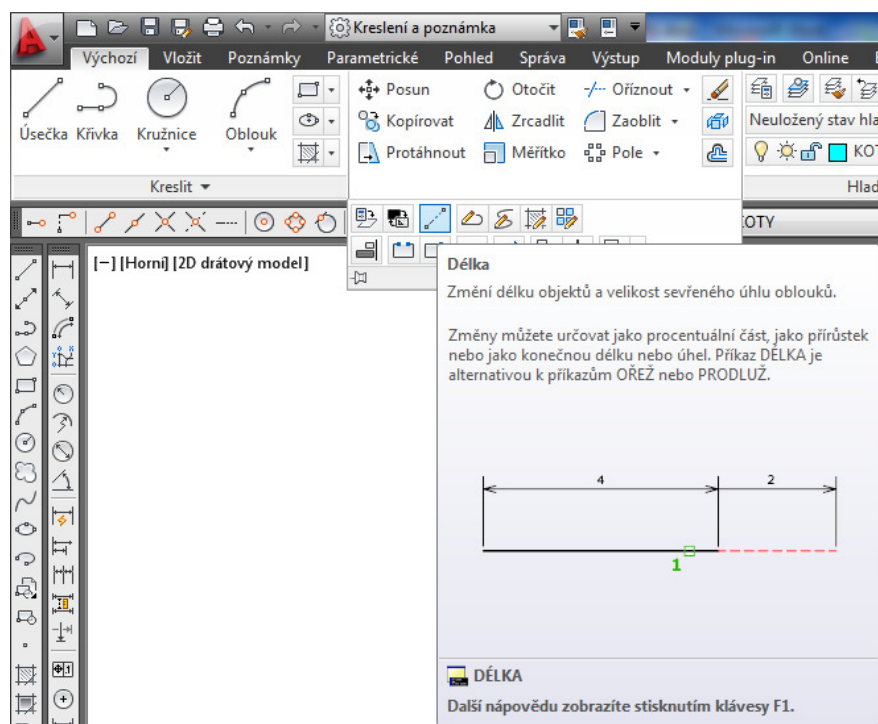 Kreslení a poznámka
Výchozí Vložit Poznámky Parametrické Pohled Správa Výstup Moduly plug-in Online
Posun Otočit Oříznout
Úsečka Křivka Kružnice Oblouk
Kopírovat Zrcadlit Zaoblit
Neuložený stav hla
Protáhnout Měřítko Pole
KOT
Kreslit
Hlad
KOTY
[−] [Horní] [2D drátový model]
Délka
Změní délku objektů a velikost sevřeného úhlu oblouků.
Změny můžete určovat jako procentuální část, jako přírůstek
nebo jako konečnou délku nebo úhel. Příkaz DÉLKA je
alternativou k příkazům OŘEŽ nebo PRODLUŽ.
4 2
1
DÉLKA
Další nápovědu zobrazíte stisknutím klávesy F1.